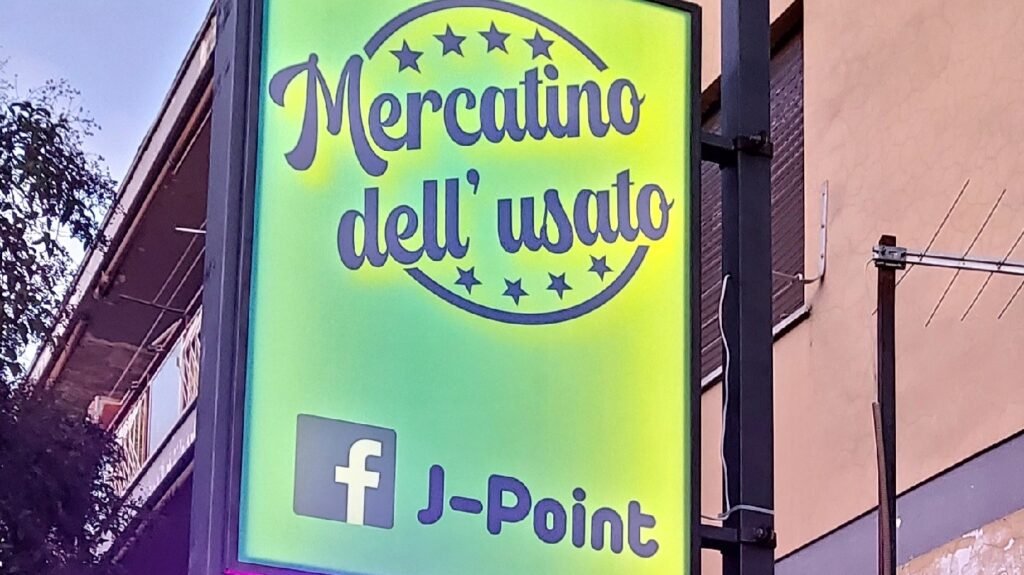 Mercatino
dell' usato
f J-Point